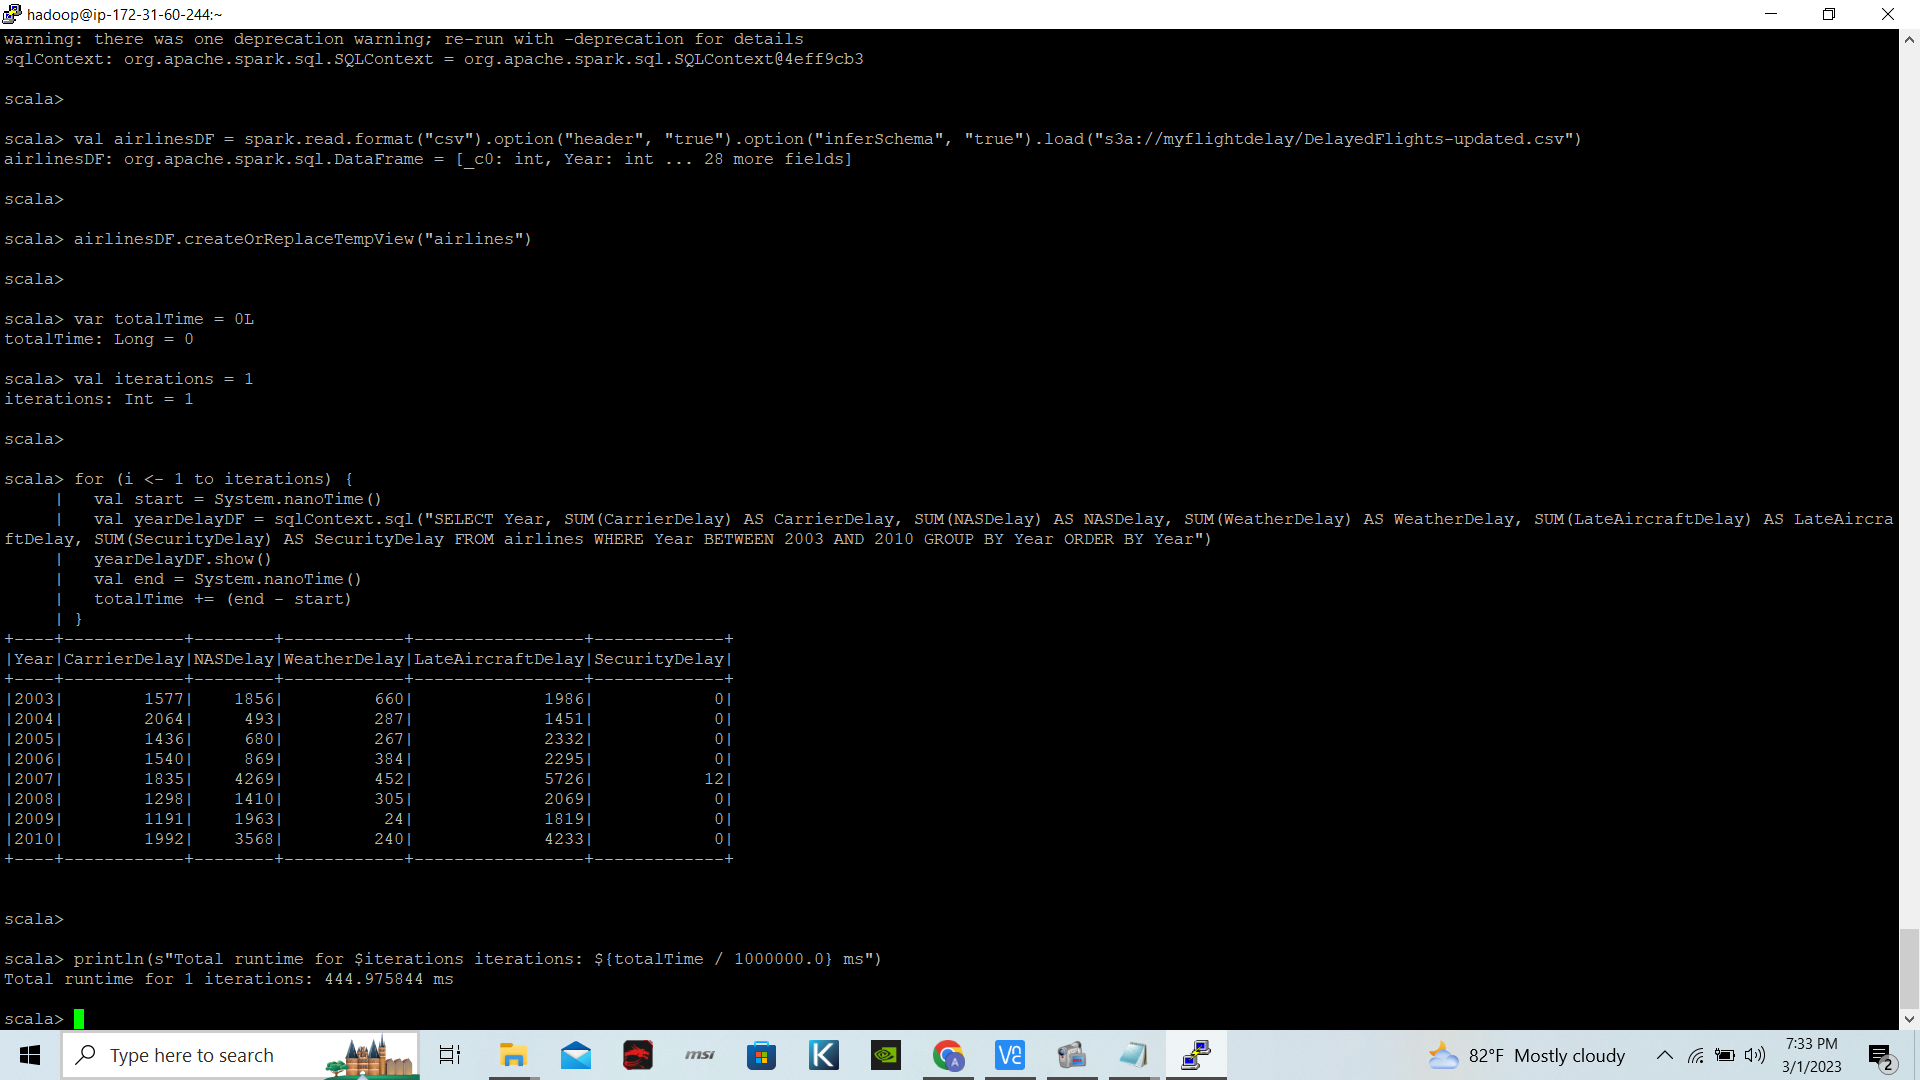 hadoop@ip-172-31-60-244:~
warning: there was one deprecation warning; re-run with -deprecation for details
sqlContext: org.apache.spark.sql.SQLContext = org.apache.spark.sql.SQLContext@4eff9cb3
scala>
scala> val airlinesDF = spark.read.format("csv").option("header", "true").option("inferSchema", "true").load("s3a://myflightdelay/DelayedFlights-updated.csv")
airlinesDF: org.apache.spark.sql.DataFrame = [_c0: int, Year: int ... 28 more fields]
scala>
scala> airlinesDF.createOrReplaceTempView("airlines")
scala>
scala> var totalTime = 0L
totalTime: Long = 0
scala> val iterations = 1
iterations: Int = 1
scala>
scala> for (i <- 1 to iterations) {
     |   val start = System.nanoTime()
     |   val yearDelayDF = sqlContext.sql("SELECT Year, SUM(CarrierDelay) AS CarrierDelay, SUM(NASDelay) AS NASDelay, SUM(WeatherDelay) AS WeatherDelay, SUM(LateAircraftDelay) AS LateAircra
ftDelay, SUM(SecurityDelay) AS SecurityDelay FROM airlines WHERE Year BETWEEN 2003 AND 2010 GROUP BY Year ORDER BY Year")
     |   yearDelayDF.show()
     |   val end = System.nanoTime()
     |   totalTime += (end - start)
     | }
+----+------------+--------+------------+-----------------+-------------+
|Year|CarrierDelay|NASDelay|WeatherDelay|LateAircraftDelay|SecurityDelay|
+----+------------+--------+------------+-----------------+-------------+
|2003|        1577|    1856|         660|             1986|            0|
|2004|        2064|     493|         287|             1451|            0|
|2005|        1436|     680|         267|             2332|            0|
|2006|        1540|     869|         384|             2295|            0|
|2007|        1835|    4269|         452|             5726|           12|
|2008|        1298|    1410|         305|             2069|            0|
|2009|        1191|    1963|          24|             1819|            0|
|2010|        1992|    3568|         240|             4233|            0|
+----+------------+--------+------------+-----------------+-------------+
scala>
scala> println(s"Total runtime for $iterations iterations: ${totalTime / 1000000.0} ms")
Total runtime for 1 iterations: 444.975844 ms
scala>
Type here to search
msi
K
V2
A
82°F Mostly cloudy
7:33 PM
3/1/2023
2